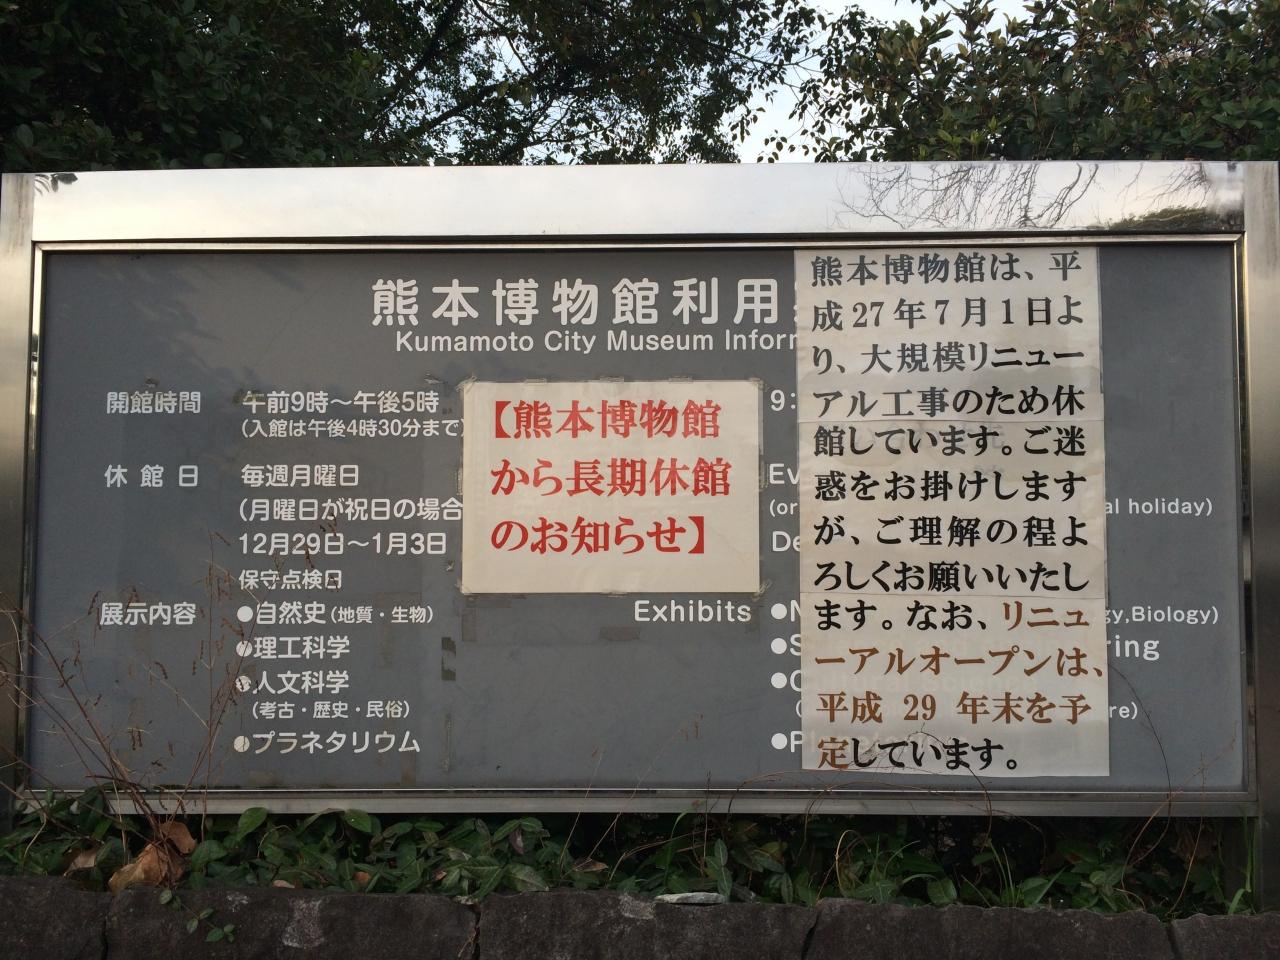 熊本博物館利用
Kumamoto City Museum Inform
開館時間 午前9時～午後5時
(入館は午後4時30分まで)
休館日 毎週月曜日
(月曜日が祝日の場合
12月29日～1月3日
保守点検日
展示内容 ●自然史(地質・生物)
●理工科学
●人文科学
(考古・歴史・民俗)
●プラネタリウム
【熊本博物館
から長期休館
のお知らせ】
9:
Ev
(or
al holiday)
De
Exhibits ●N
gy,Biology)
●S
ring
●C
re)
●P
熊本博物館は、平
成27年7月1日よ
り、大規模リニュー
アル工事のため休
館しています。ご迷
惑をお掛けします
が、ご理解の程よ
ろしくお願いいたし
ます。なお、リニュ
ーアルオープンは、
平成 29 年末を予
定しています。